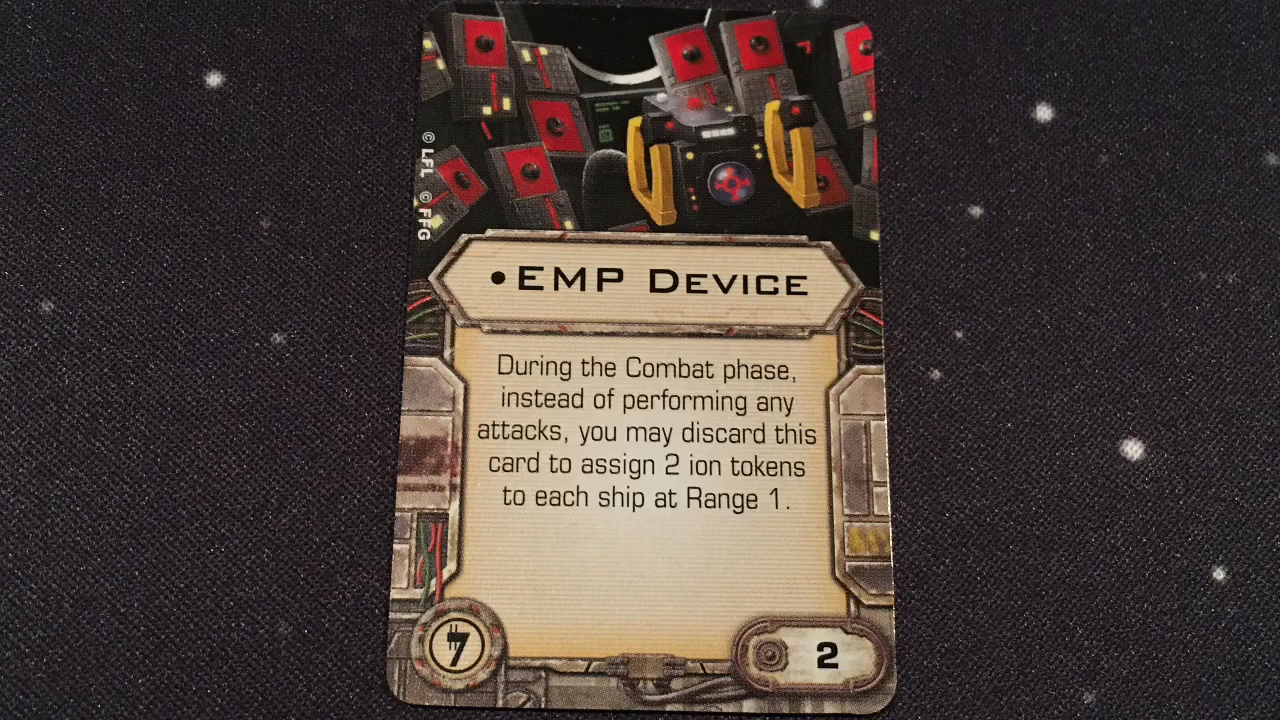 © LFL © FFG
•EMP DEVICE
During the Combat phase,
instead of performing any
attacks, you may discard this
card to assign 2 ion tokens
to each ship at Range 1.
2